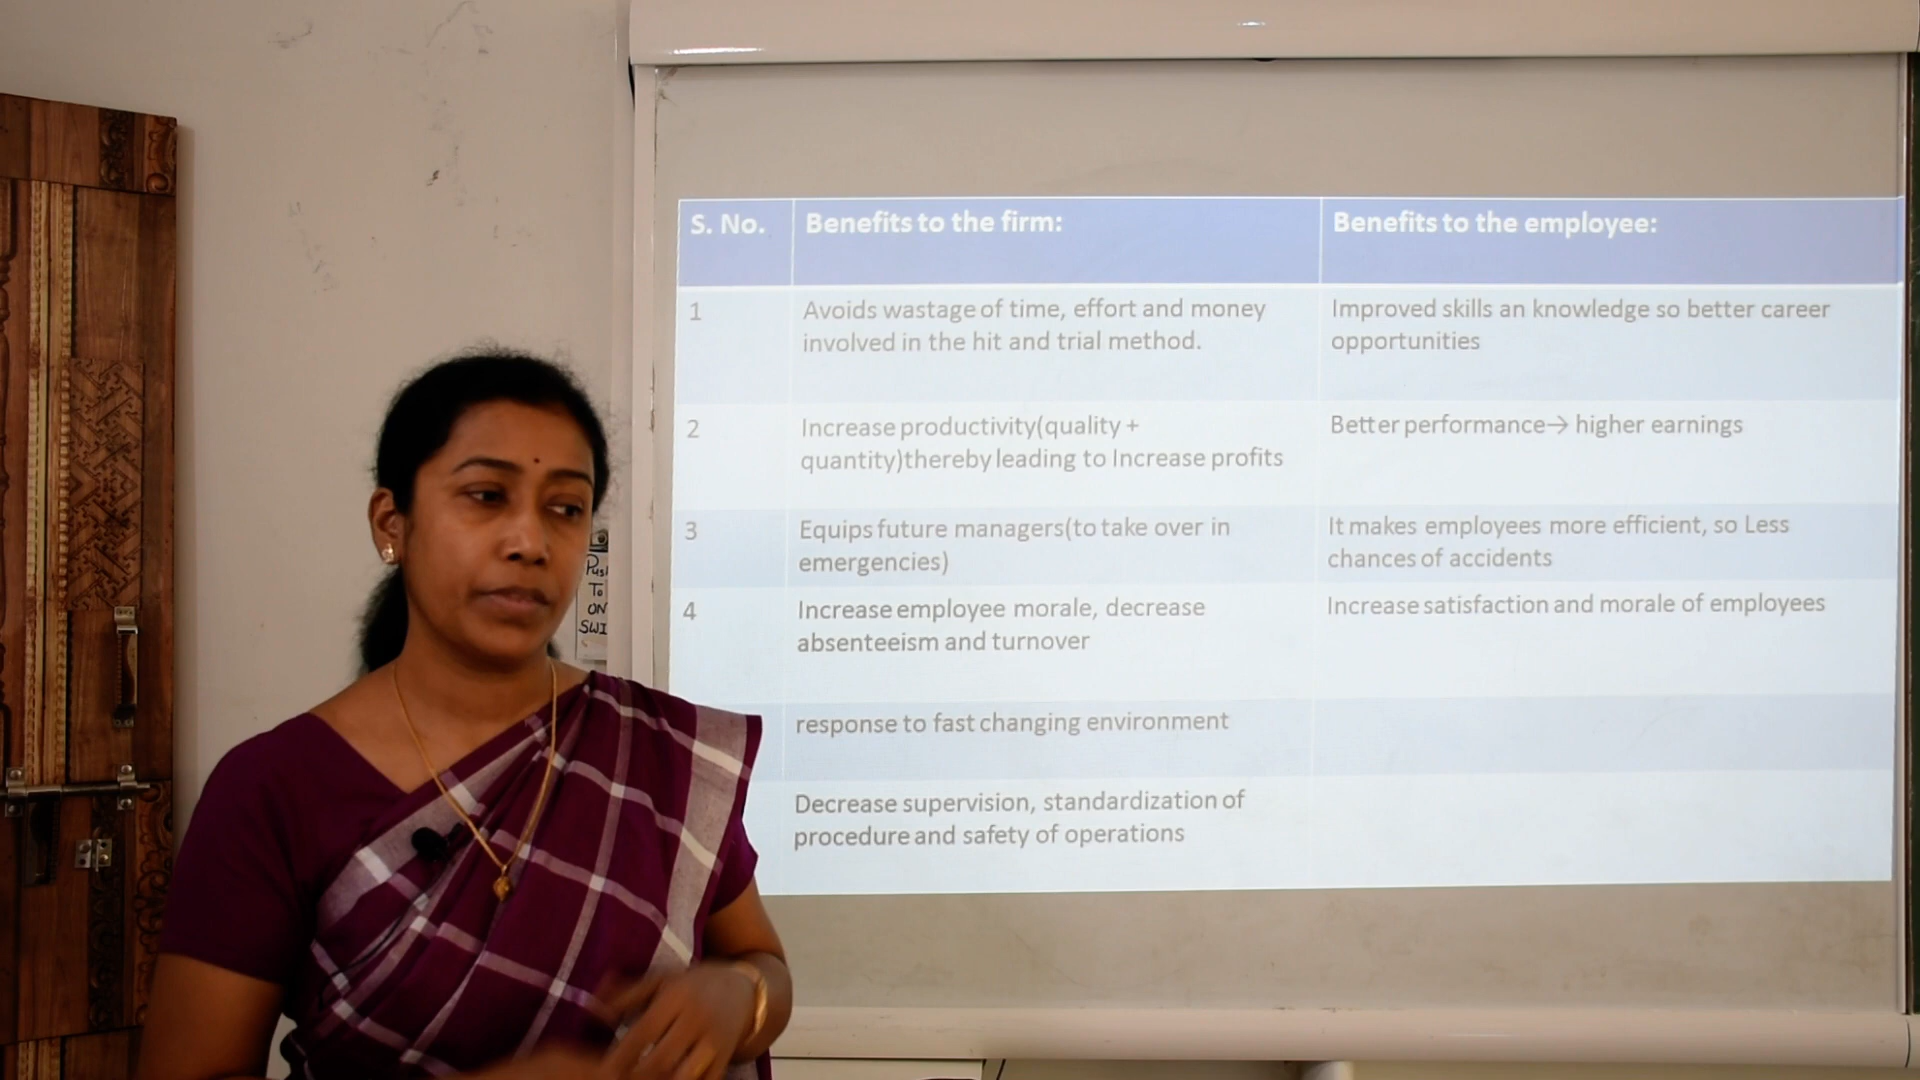 S. No. Benefits to the firm: Benefits to the employee:
1 Avoids wastage of time, effort and money Improved skills an knowledge so better career
involved in the hit and trial method. opportunities
2 Increase productivity(quality + Better performance→ higher earnings
quantity)thereby leading to Increase profits
3 Equips future managers(to take over in It makes employees more efficient, so Less
emergencies) chances of accidents
4 Increase employee morale, decrease Increase satisfaction and morale of employees
absenteeism and turnover
response to fast changing environment
Decrease supervision, standardization of
procedure and safety of operations
To
ON